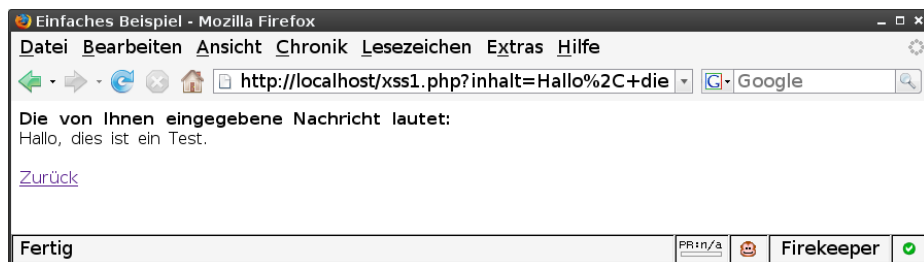 Einfaches Beispiel - Mozilla Firefox
Datei Bearbeiten Ansicht Chronik Lesezeichen Extras Hilfe
http://localhost/xss1.php?inhalt=Hallo%2C+die G Google
Die von Ihnen eingegebene Nachricht lautet:
Hallo, dies ist ein Test.
Zurück
Fertig PR:n/a Firekeeper